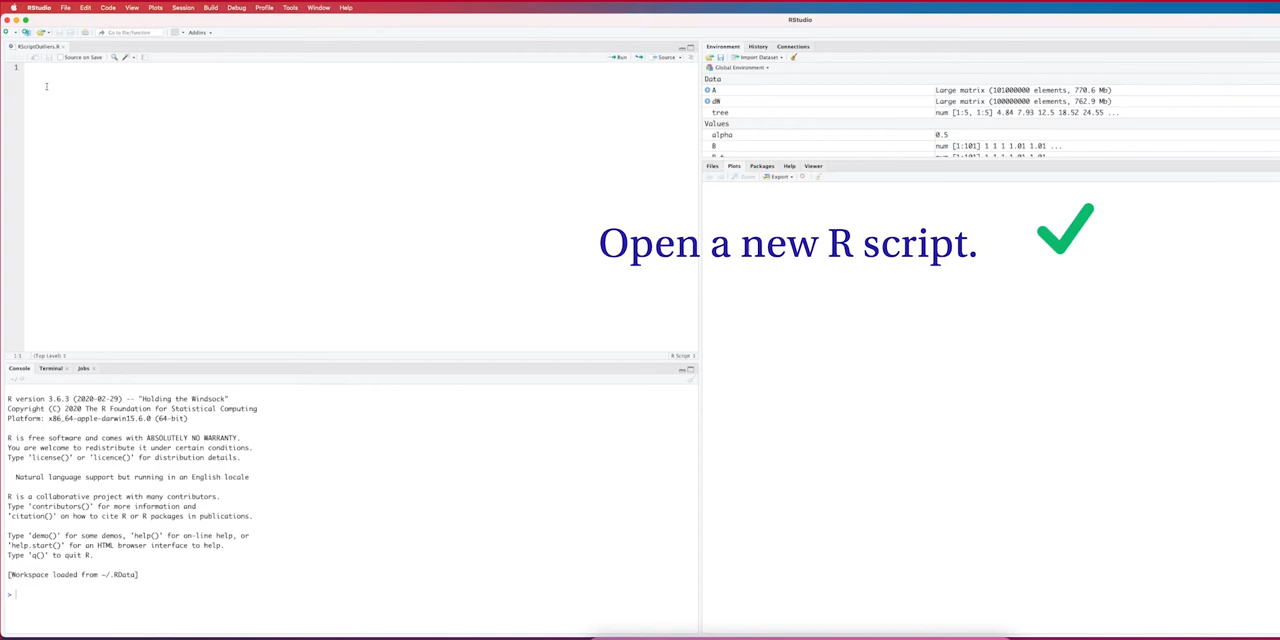 RStudio File Edit Code View Plots Session Build Debug Profile Tools Window Help
RStudio
Go to file/function Addins
RScriptOutliers.R
Source on Save Run Source
1
1:1 (Top Level) R Script
Console Terminal Jobs
~/
R version 3.6.3 (2020-02-29) -- "Holding the Windsock"
Copyright (C) 2020 The R Foundation for Statistical Computing
Platform: x86_64-apple-darwin15.6.0 (64-bit)
R is free software and comes with ABSOLUTELY NO WARRANTY.
You are welcome to redistribute it under certain conditions.
Type 'license()' or 'licence()' for distribution details.
Natural language support but running in an English locale
R is a collaborative project with many contributors.
Type 'contributors()' for more information and
'citation()' on how to cite R or R packages in publications.
Type 'demo()' for some demos, 'help()' for on-line help, or
'help.start()' for an HTML browser interface to help.
Type 'q()' to quit R.
[Workspace loaded from ~/.RData]
>
Environment History Connections
Import Dataset
Global Environment
Data
A Large matrix (101000000 elements, 770.6 Mb)
dW Large matrix (100000000 elements, 762.9 Mb)
tree num [1:5, 1:5] 4.84 7.93 12.5 18.52 24.55 ...
Values
alpha 0.5
B num [1:101] 1 1 1 1.01 1.01 ...
Files Plots Packages Help Viewer
Zoom Export
Open a new R script.